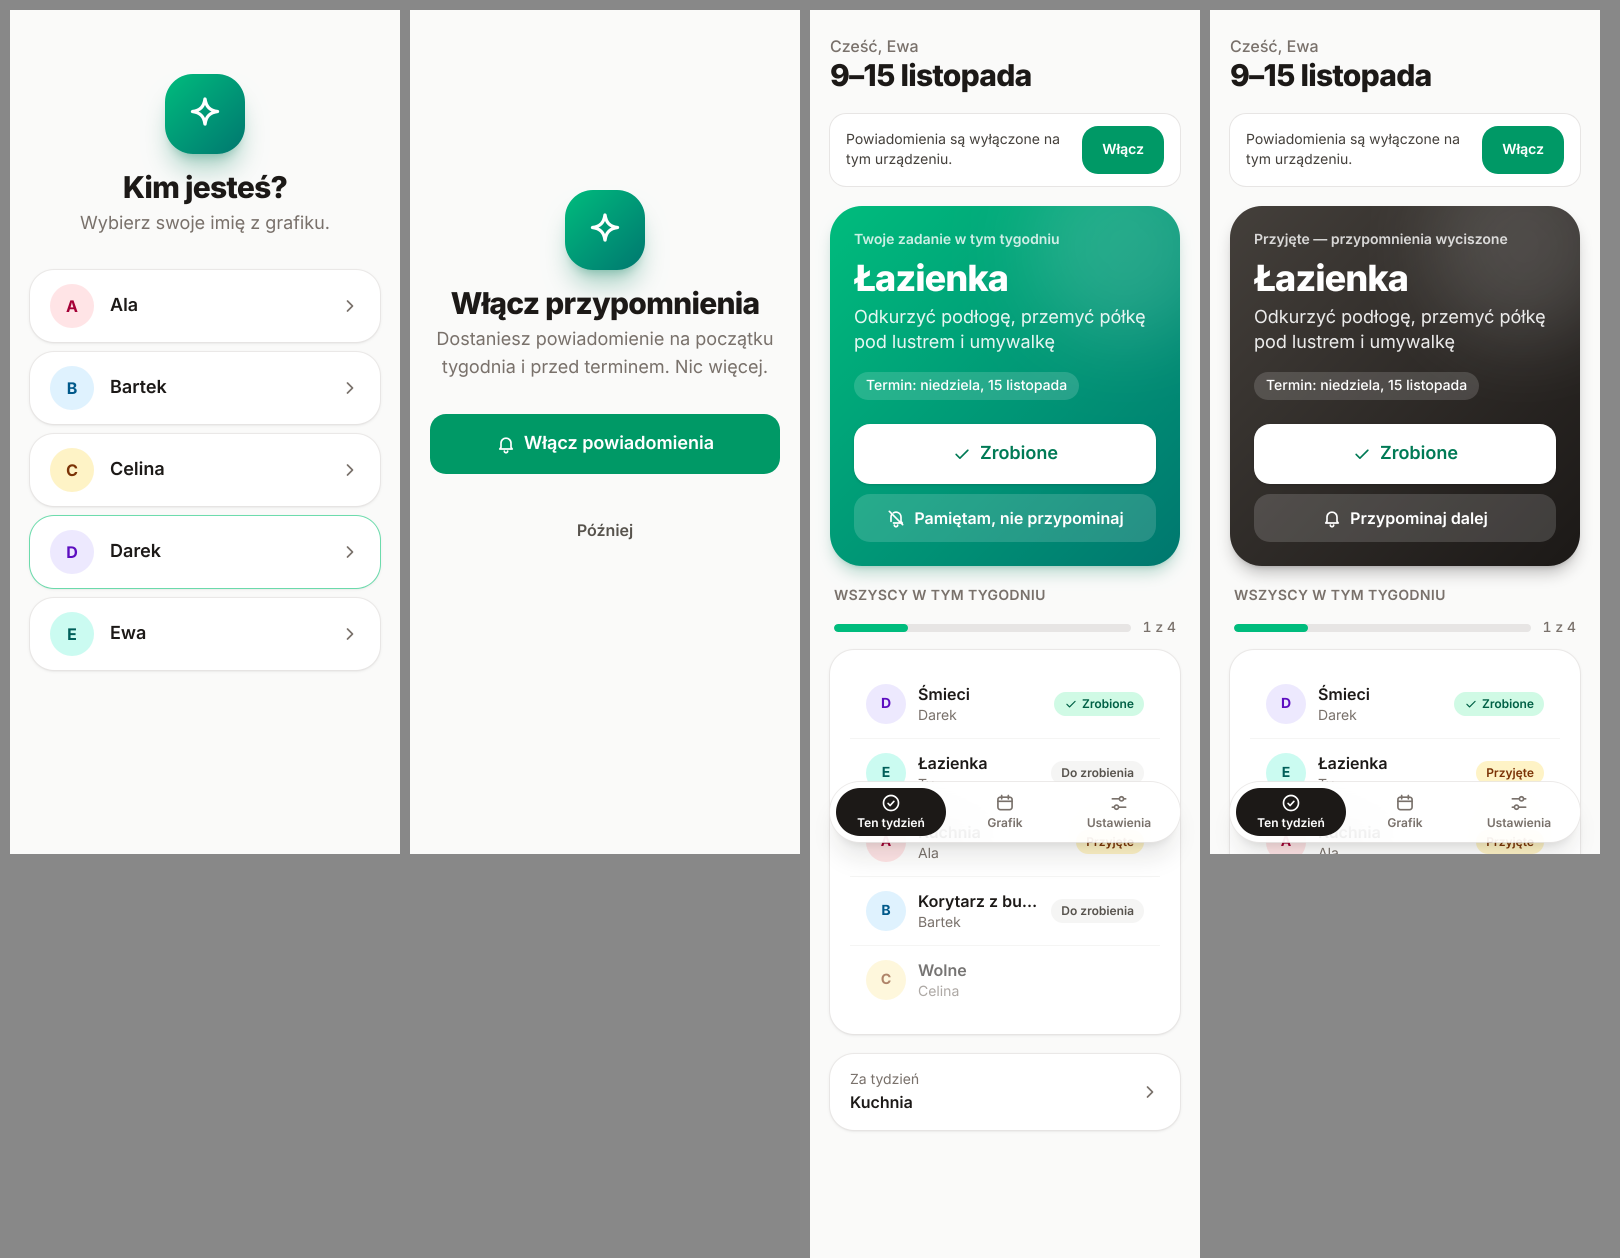 Kim jesteś?
Wybierz swoje imię z grafiku.
A
Ala
B
Bartek
C
Celina
D
Darek
E
Ewa
Włącz przypomnienia
Dostaniesz powiadomienie na początku
tygodnia i przed terminem. Nic więcej.
Włącz powiadomienia
Później
Cześć, Ewa
9–15 listopada
Powiadomienia są wyłączone na
tym urządzeniu.
Włącz
Twoje zadanie w tym tygodniu
Łazienka
Odkurzyć podłogę, przemyć półkę
pod lustrem i umywalkę
Termin: niedziela, 15 listopada
Zrobione
Pamiętam, nie przypominaj
WSZYSCY W TYM TYGODNIU
1 z 4
D
Śmieci
Darek
Zrobione
E
Łazienka
Do zrobienia
Ten tydzień
Grafik
Ustawienia
A
Ala
Przyjęte
B
Korytarz z bu...
Bartek
Do zrobienia
C
Wolne
Celina
Za tydzień
Kuchnia
Cześć, Ewa
9–15 listopada
Powiadomienia są wyłączone na
tym urządzeniu.
Włącz
Przyjęte — przypomnienia wyciszone
Łazienka
Odkurzyć podłogę, przemyć półkę
pod lustrem i umywalkę
Termin: niedziela, 15 listopada
Zrobione
Przypominaj dalej
WSZYSCY W TYM TYGODNIU
1 z 4
D
Śmieci
Darek
Zrobione
E
Łazienka
Przyjęte
Ten tydzień
Grafik
Ustawienia
A
Ala
Przyjęte